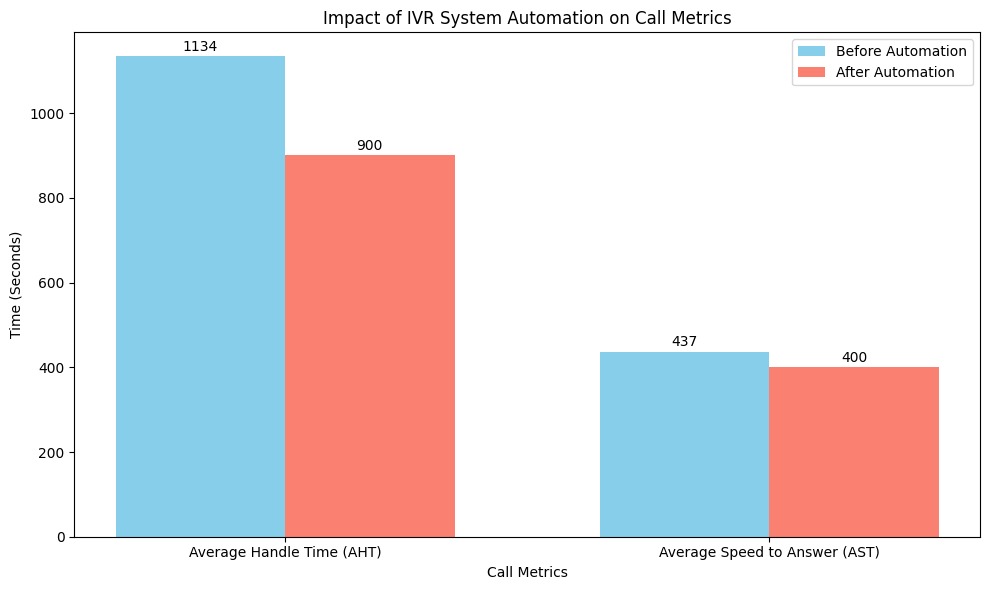 Impact of IVR System Automation on Call Metrics
1134
900
437
400
Before Automation
After Automation
Time (Seconds)
1000
800
600
400
200
0
Average Handle Time (AHT)
Average Speed to Answer (AST)
Call Metrics